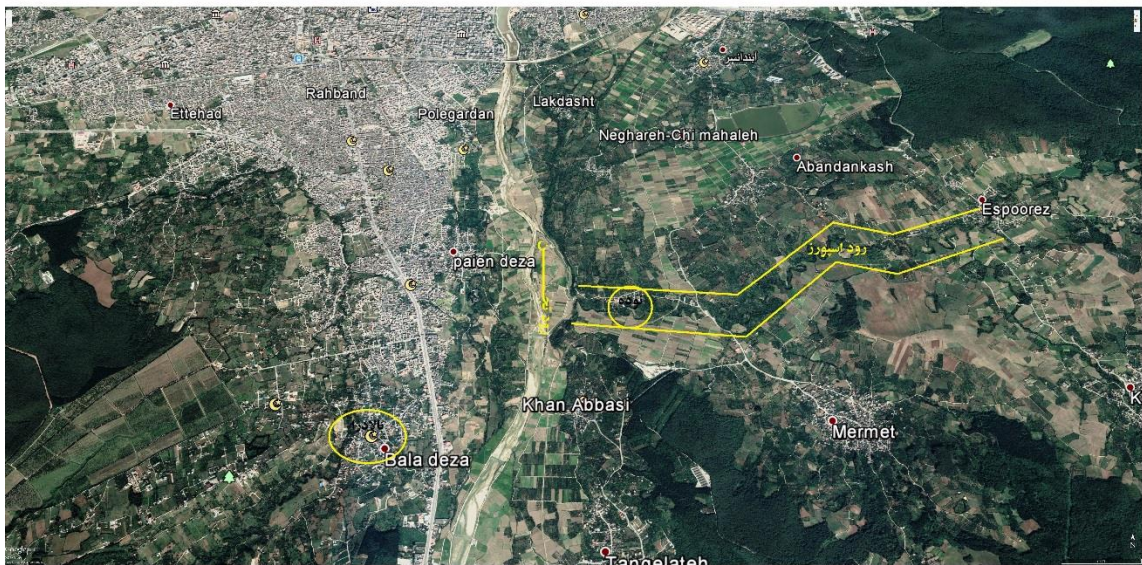 آبندانسر
Lakdasht
Rahband
Polegardan
Ettehad
Neghareh-Chi mahaleh
Abandankash
Espoorez
رود اسپورز
paien deza
Khan Abbasi
Mermet
K
Bala deza
Tangelateh